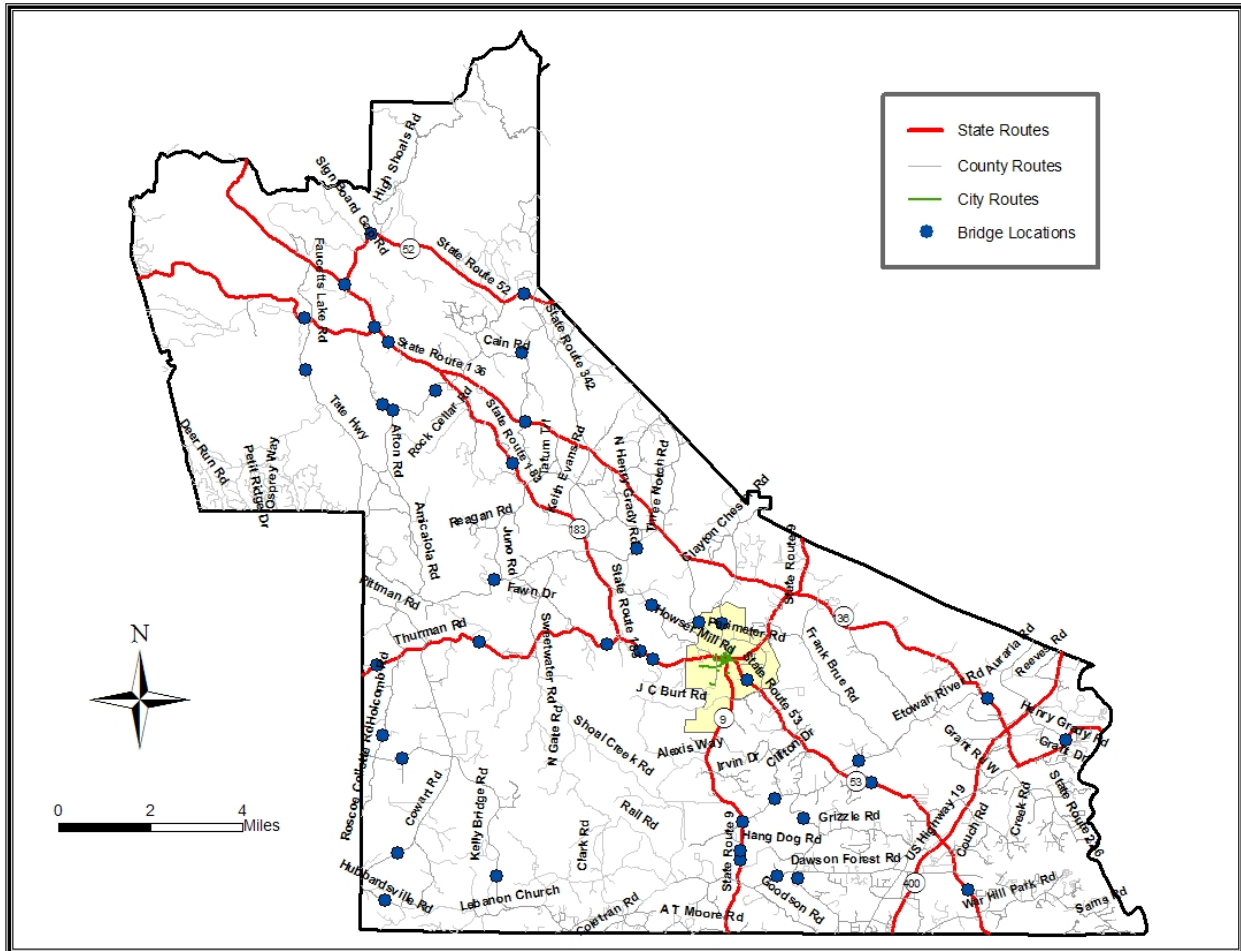 State Routes
County Routes
City Routes
Bridge Locations
High Shoals Rd
Sign Board Gap Rd
52
State Route 52
Faucetts Lake Rd
State Route 342
Cain Rd
State Route 136
Rock Cellar Rd
Tate Hwy
Afton Rd
State Route 183
Keith Evans Rd
N Henry Grady Rd
Three Notch Rd
Deer Run Rd
Petit Ridge Dr
Osprey Way
Clayton Chester Rd
Reagan Rd
183
Amicalola Rd
Juno Rd
State Route 9
Pittman Rd
Fawn Dr
Howser Mill Rd
Perimeter Rd
36
N
Thurman Rd
Sweetwater Rd
Frank Brue Rd
Auraria Rd
Reeves Rd
State Route 53
Etowah River Rd
J C Burt Rd
Holcomb Rd
9
Henry Grady Rd
N Gate Rd
Shoal Creek Rd
Alexis Way
Irvin Dr
Clifton Dr
Grant Rd W
Grant Dr
Roscoe Collette Rd
53
Cowart Rd
Kelly Bridge Rd
Rail Rd
Grizzle Rd
US Highway 19
Couch Rd
Creek Rd
0 2 4
Miles
Clark Rd
State Route 9
Hang Dog Rd
Dawson Forest Rd
Hubbardsville Rd
Lebanon Church
Goodson Rd
400
War Hill Park Rd
Sams Rd
A T Moore Rd